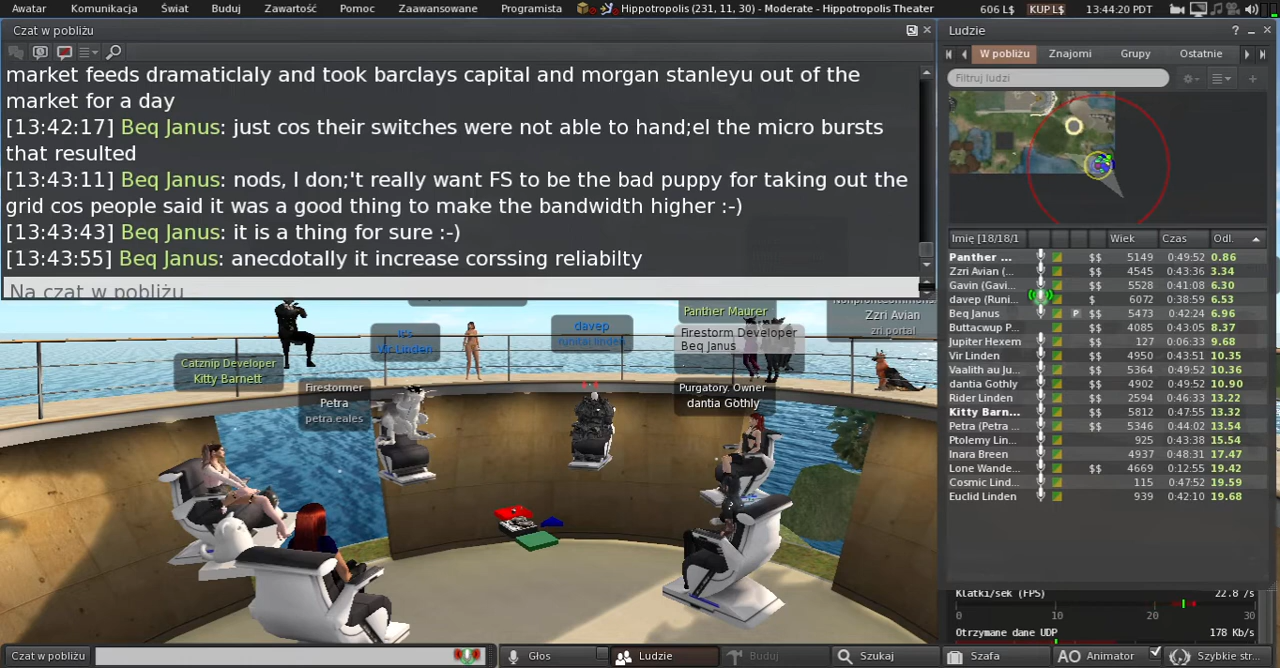 Awatar Komunikacja Świat Buduj Zawartość Pomoc Zaawansowane Programista Hippotropolis (231, 11, 30) - Moderate - Hippotropolis Theater 606 L$ KUP L$ 13:44:20 PDT
Czat w pobliżu
market feeds dramaticlaly and took barclays capital and morgan stanleyu out of the
market for a day
[13:42:17] Beq Janus: just cos their switches were not able to hand;el the micro bursts
that resulted
[13:43:11] Beq Janus: nods, I don;'t really want FS to be the bad puppy for taking out the
grid cos people said it was a good thing to make the bandwidth higher :-)
[13:43:43] Beq Janus: it is a thing for sure :-)
[13:43:55] Beq Janus: anecdotally it increase corssing reliabilty
Na czat w pobliżu
Ludzie
W pobliżu Znajomi Grupy Ostatnie
Filtruj ludzi
Imię [18/18/1 Wiek Czas Odl.
Panther ... $$ 5149 0:49:52 0.86
Zzri Avian (... $$ 4545 0:43:36 3.34
Gavin (Gavi... $$ 5528 0:41:08 6.30
davep (Runi... $ 6072 0:38:59 6.53
Beq Janus P $$ 5473 0:42:24 6.96
Buttacwup P... 4085 0:43:05 8.37
Jupiter Hexem $$ 127 0:06:33 9.68
Vir Linden $$ 4950 0:43:51 10.35
Vaalith au Ju... $$ 5364 0:49:52 10.36
dantia Gothly $$ 4902 0:49:52 10.90
Rider Linden $$ 2594 0:46:33 13.22
Kitty Barn... $$ 5812 0:47:55 13.32
Petra (Petra ... $$ 5346 0:44:02 13.54
Ptolemy Lin... 925 0:43:38 15.54
Inara Breen 4937 0:48:31 17.47
Lone Wande... $$ 4669 0:12:55 19.42
Cosmic Lind... 115 0:47:52 19.59
Euclid Linden 939 0:42:10 19.68
Panther Maurer
Zzri Avian
zri portal
davep
runitai linden
Firestorm Developer
Beq Janus
Vir Linden
Catznip Developer
Kitty Barnett
Firestormer
Petra
petra eales
Purgatory. Owner
dantia Gothly
Klatki/sek (FPS) 22.8 /s
0 10 20 30
Otrzymane dane UDP 178 Kb/s
Czat w pobliżu Głos Ludzie Buduj Szukaj Szafa AO Animator Szybkie str...